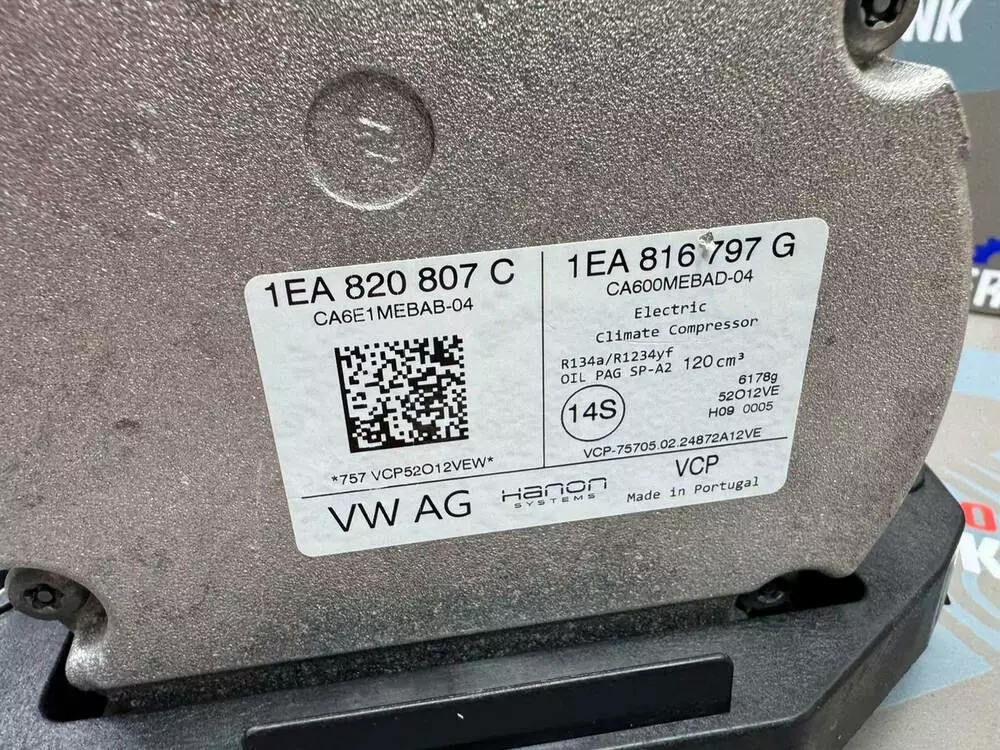 1EA 820 807 C
CA6E1MEBAB-04
*757 VCP52O12VEW*
1EA 816 797 G
CA600MEBAD-04
Electric
Climate Compressor
R134a/R1234yf
OIL PAG SP-A2 120 cm³
6178g
52O12VE
H09 0005
14S
VCP-75705.02.24872A12VE
VW AG
Hanon
SYSTEMS
VCP
Made in Portugal
NK